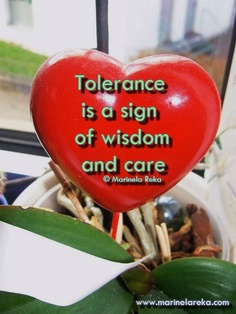 Tolerance
is a sign
of wisdom
and care
© Marinela Reka
www.marinelareka.com